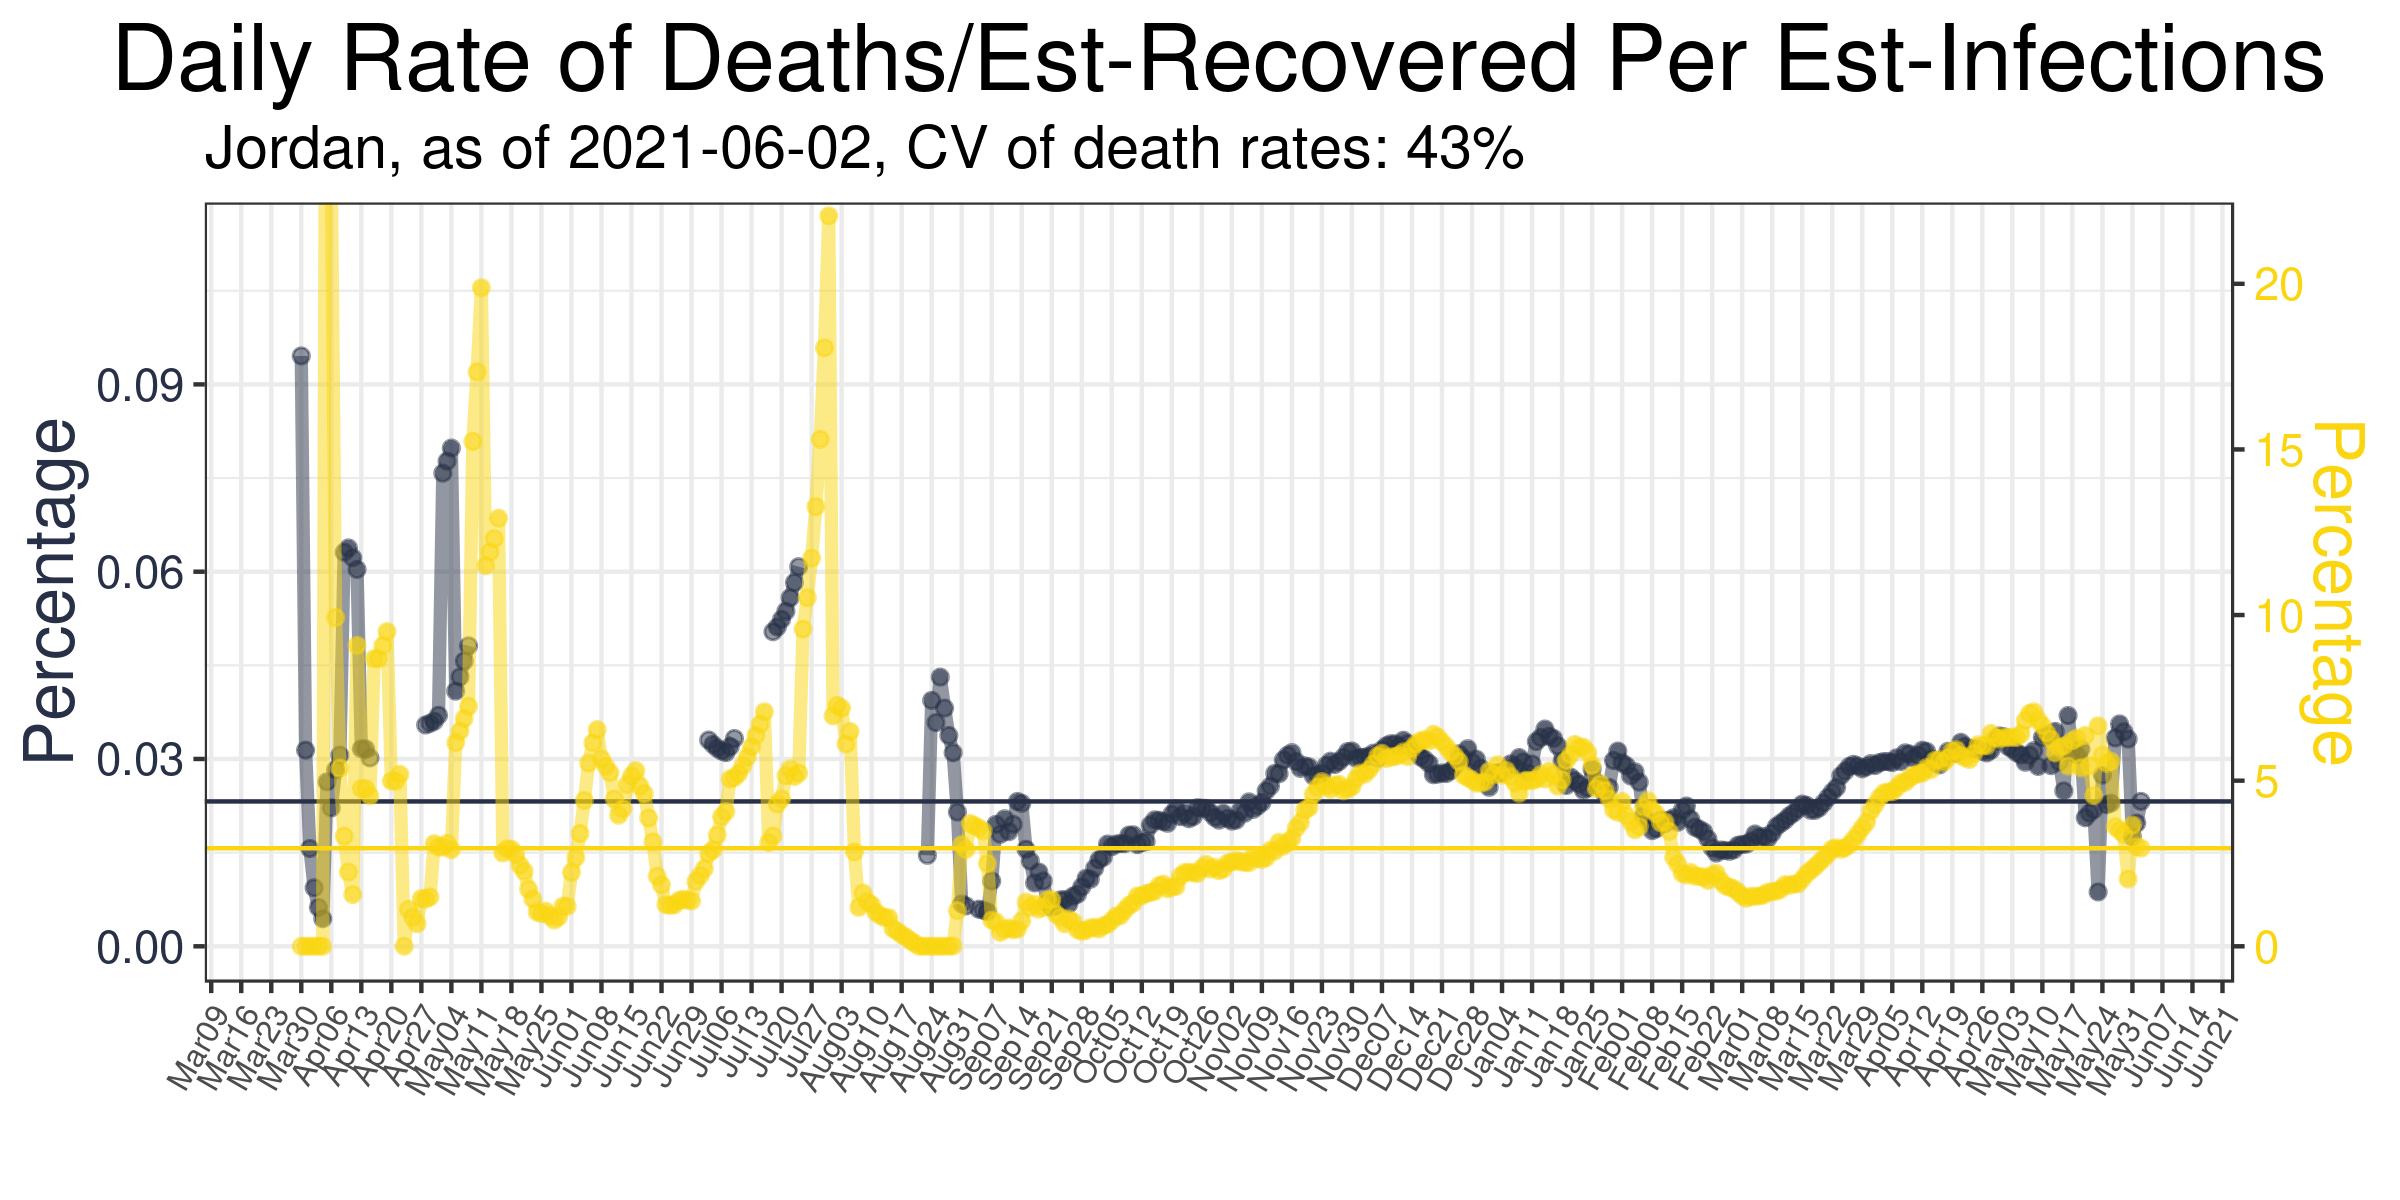 Daily Rate of Deaths/Est-Recovered Per Est-Infections
Jordan, as of 2021-06-02, CV of death rates: 43%
Percentage
0.09
0.06
0.03
0.00
20
15
10
5
0
Percentage
Mar09
Mar16
Mar23
Mar30
Apr06
Apr13
Apr20
Apr27
May04
May11
May18
May25
Jun01
Jun08
Jun15
Jun22
Jun29
Jul06
Jul13
Jul20
Jul27
Aug03
Aug10
Aug17
Aug24
Aug31
Sep07
Sep14
Sep21
Sep28
Oct05
Oct12
Oct19
Oct26
Nov02
Nov09
Nov16
Nov23
Nov30
Dec07
Dec14
Dec21
Dec28
Jan04
Jan11
Jan18
Jan25
Feb01
Feb08
Feb15
Feb22
Mar01
Mar08
Mar15
Mar22
Mar29
Apr05
Apr12
Apr19
Apr26
May03
May10
May17
May24
May31
Jun07
Jun14
Jun21